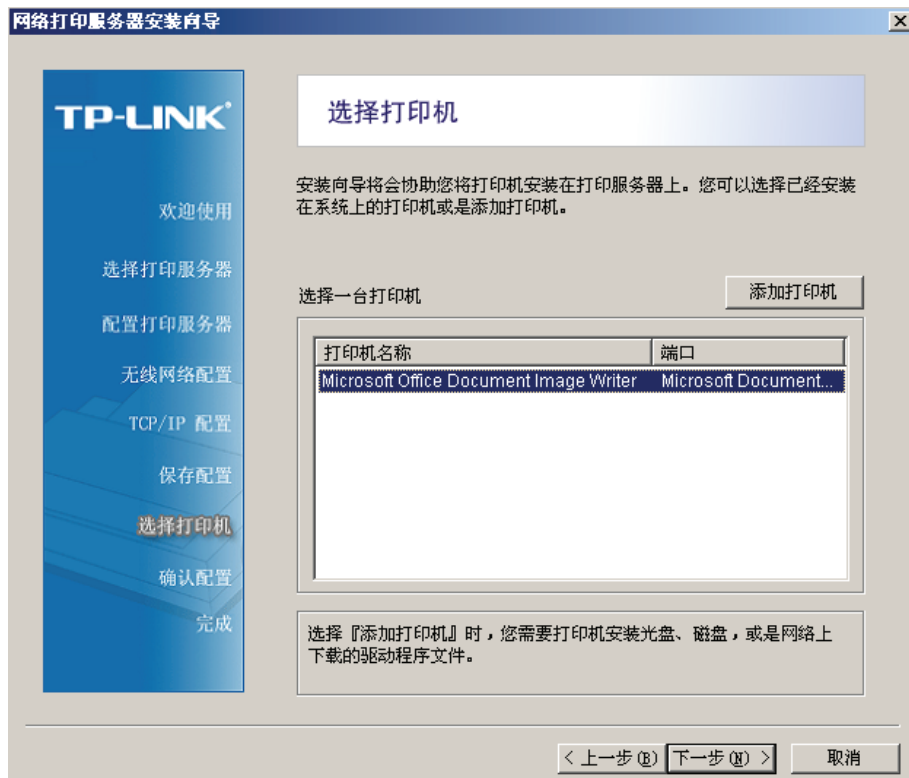 网络打印服务器安装向导
TP-LINK
欢迎使用
选择打印服务器
配置打印服务器
无线网络配置
TCP/IP 配置
保存配置
选择打印机
确认配置
完成
选择打印机
安装向导将会协助您将打印机安装在打印服务器上。您可以选择已经安装
在系统上的打印机或是添加打印机。
选择一台打印机
添加打印机
打印机名称 端口
Microsoft Office Document Image Writer Microsoft Document...
选择『添加打印机』时，您需要打印机安装光盘、磁盘，或是网络上
下载的驱动程序文件。
< 上一步(B) 下一步(N) > 取消